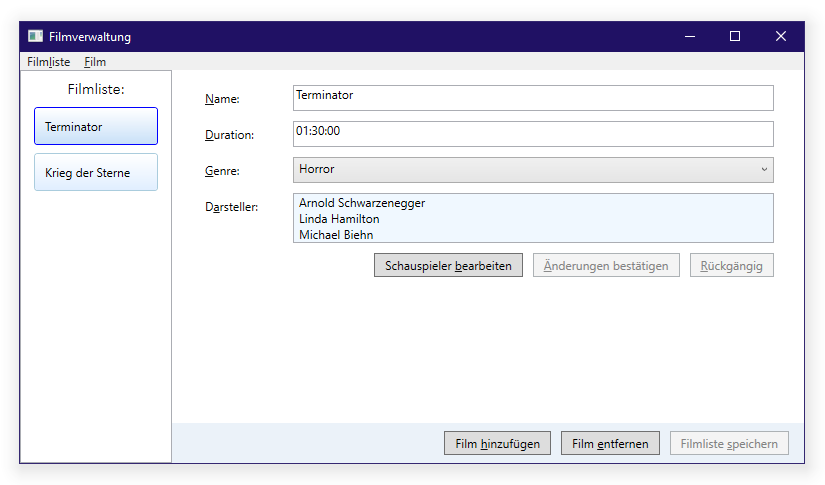 Filmverwaltung
Filmliste Film
Filmliste:
Terminator
Krieg der Sterne
Name: Terminator
Duration: 01:30:00
Genre: Horror
Darsteller: Arnold Schwarzenegger
Linda Hamilton
Michael Biehn
Schauspieler bearbeiten Änderungen bestätigen Rückgängig
Film hinzufügen Film entfernen Filmliste speichern